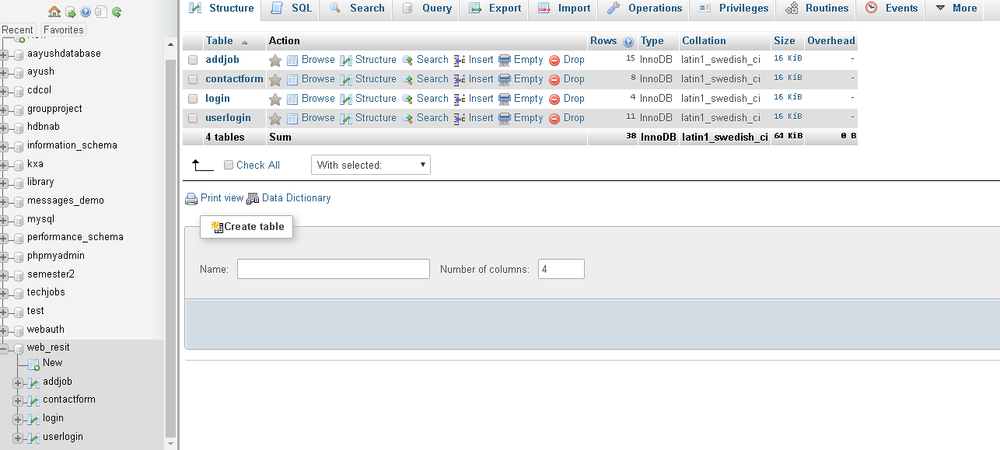 Structure SQL Search Query Export Import Operations Privileges Routines Events More
Recent Favorites
aayushdatabase
ayush
cdcol
groupproject
hdbnab
information_schema
kxa
library
messages_demo
mysql
performance_schema
phpmyadmin
semester2
techjobs
test
webauth
web_resit
New
addjob
contactform
login
userlogin
Table Action Rows Type Collation Size Overhead
addjob Browse Structure Search Insert Empty Drop 15 InnoDB latin1_swedish_ci 16 KiB -
contactform Browse Structure Search Insert Empty Drop 8 InnoDB latin1_swedish_ci 16 KiB -
login Browse Structure Search Insert Empty Drop 4 InnoDB latin1_swedish_ci 16 KiB -
userlogin Browse Structure Search Insert Empty Drop 11 InnoDB latin1_swedish_ci 16 KiB -
4 tables Sum 38 InnoDB latin1_swedish_ci 64 KiB 0 B
Check All With selected:
Print view Data Dictionary
Create table
Name: Number of columns: 4